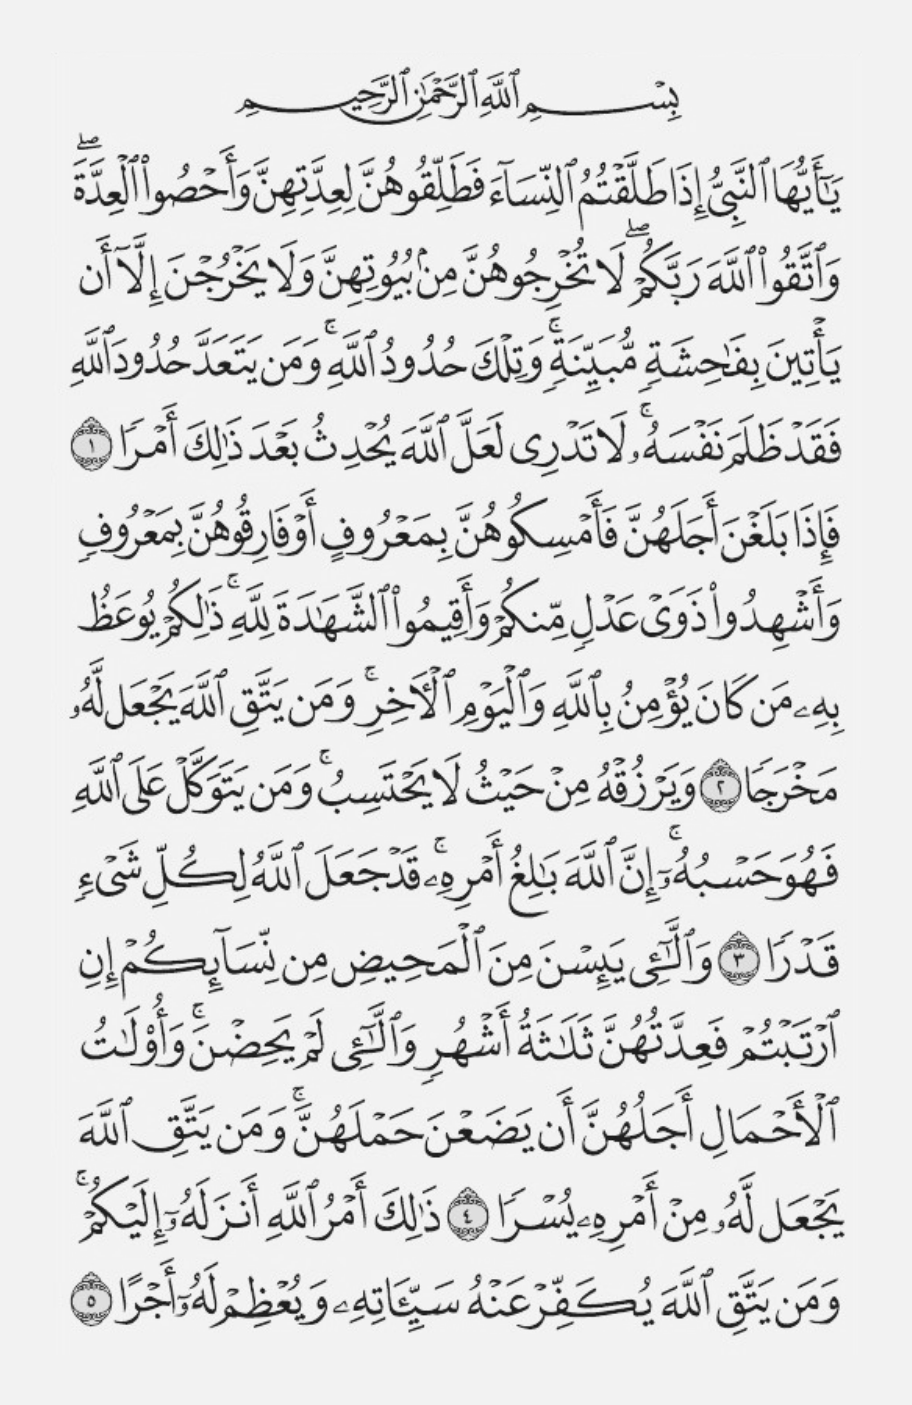 بِسْمِ ٱللَّهِ ٱلرَّحْمَٰنِ ٱلرَّحِيمِ
يَٰٓأَيُّهَا ٱلنَّبِىُّ إِذَا طَلَّقْتُمُ ٱلنِّسَآءَ فَطَلِّقُوهُنَّ لِعِدَّتِهِنَّ وَأَحْصُوا۟ ٱلْعِدَّةَ ۖ
وَٱتَّقُوا۟ ٱللَّهَ رَبَّكُمْ ۖ لَا تُخْرِجُوهُنَّ مِنۢ بُيُوتِهِنَّ وَلَا يَخْرُجْنَ إِلَّآ أَن
يَأْتِينَ بِفَٰحِشَةٍ مُّبَيِّنَةٍ ۚ وَتِلْكَ حُدُودُ ٱللَّهِ ۚ وَمَن يَتَعَدَّ حُدُودَ ٱللَّهِ
فَقَدْ ظَلَمَ نَفْسَهُۥ ۚ لَا تَدْرِى لَعَلَّ ٱللَّهَ يُحْدِثُ بَعْدَ ذَٰلِكَ أَمْرًا ١
فَإِذَا بَلَغْنَ أَجَلَهُنَّ فَأَمْسِكُوهُنَّ بِمَعْرُوفٍ أَوْ فَارِقُوهُنَّ بِمَعْرُوفٍ
وَأَشْهِدُوا۟ ذَوَىْ عَدْلٍ مِّنكُمْ وَأَقِيمُوا۟ ٱلشَّهَٰدَةَ لِلَّهِ ۚ ذَٰلِكُمْ يُوعَظُ
بِهِۦ مَن كَانَ يُؤْمِنُ بِٱللَّهِ وَٱلْيَوْمِ ٱلْـَٔاخِرِ ۚ وَمَن يَتَّقِ ٱللَّهَ يَجْعَل لَّهُۥ
مَخْرَجًا ٢ وَيَرْزُقْهُ مِنْ حَيْثُ لَا يَحْتَسِبُ ۚ وَمَن يَتَوَكَّلْ عَلَى ٱللَّهِ
فَهُوَ حَسْبُهُۥٓ ۚ إِنَّ ٱللَّهَ بَٰلِغُ أَمْرِهِۦ ۚ قَدْ جَعَلَ ٱللَّهُ لِكُلِّ شَىْءٍ
قَدْرًا ٣ وَٱلَّٰٓـِٔى يَئِسْنَ مِنَ ٱلْمَحِيضِ مِن نِّسَآئِكُمْ إِنِ
ٱرْتَبْتُمْ فَعِدَّتُهُنَّ ثَلَٰثَةُ أَشْهُرٍ وَٱلَّٰٓـِٔى لَمْ يَحِضْنَ ۚ وَأُو۟لَٰتُ
ٱلْأَحْمَالِ أَجَلُهُنَّ أَن يَضَعْنَ حَمْلَهُنَّ ۚ وَمَن يَتَّقِ ٱللَّهَ
يَجْعَل لَّهُۥ مِنْ أَمْرِهِۦ يُسْرًا ٤ ذَٰلِكَ أَمْرُ ٱللَّهِ أَنزَلَهُۥٓ إِلَيْكُمْ ۚ
وَمَن يَتَّقِ ٱللَّهَ يُكَفِّرْ عَنْهُ سَيِّـَٔاتِهِۦ وَيُعْظِمْ لَهُۥٓ أَجْرًا ٥